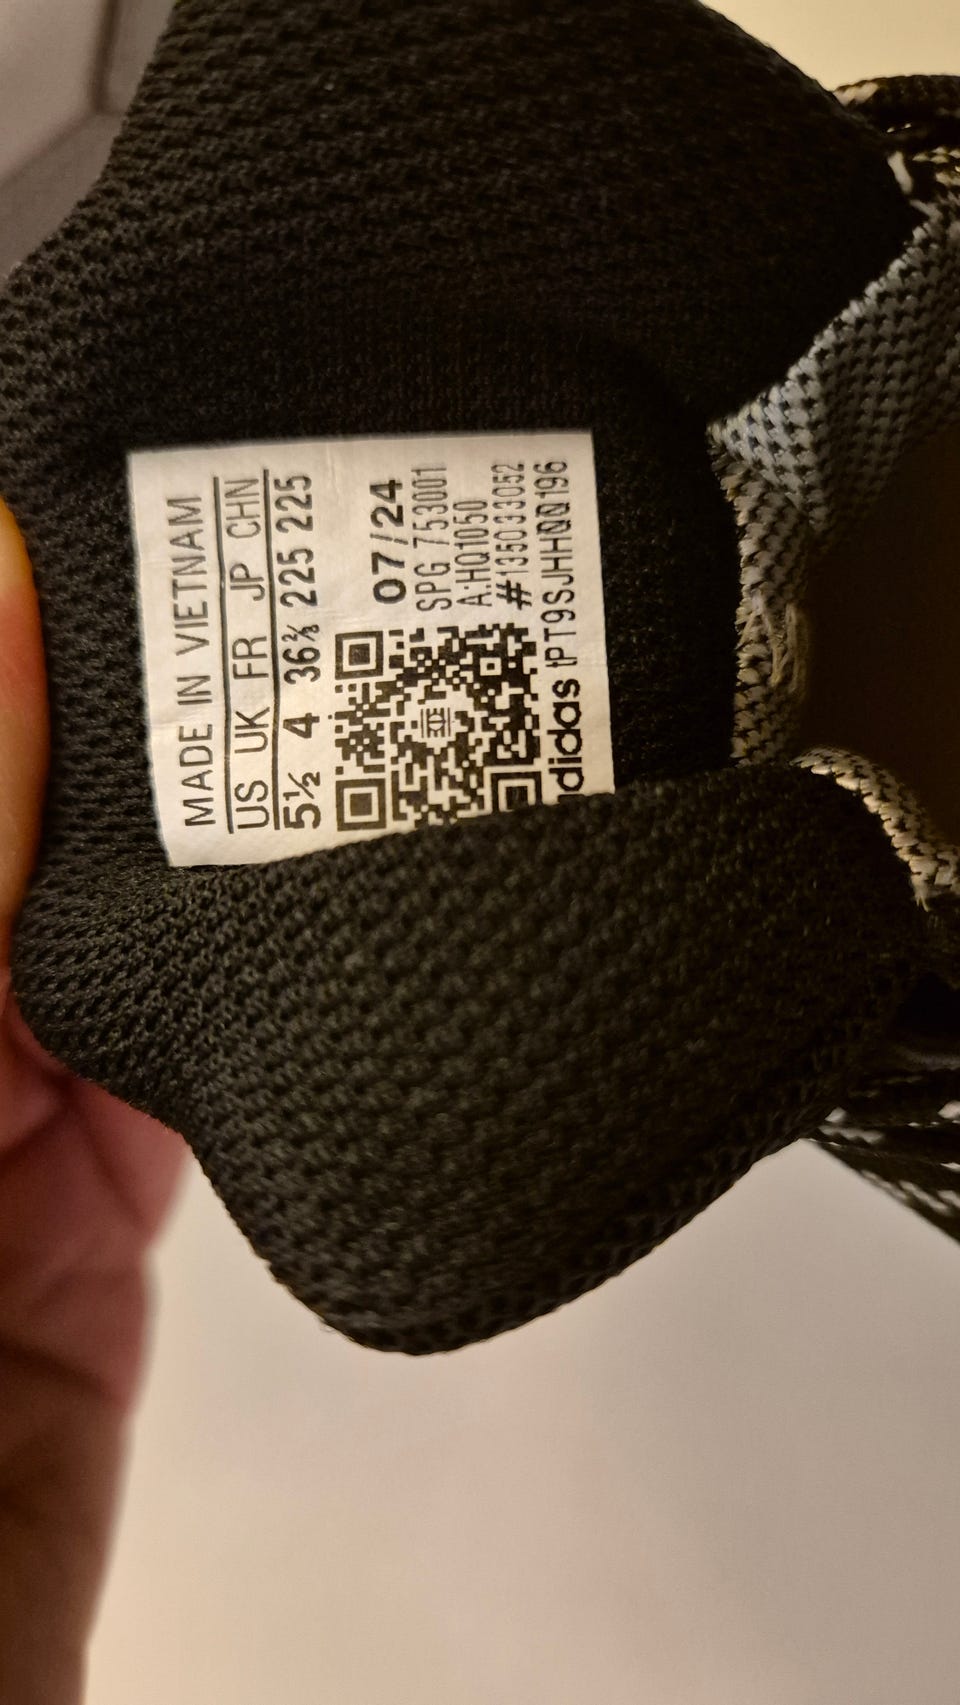 MADE IN VIETNAM
US UK FR JP CHN
5½ 4 36⅔ 225 225
07/24
SPG 753001
A:HQ1050
#135033052
adidas tPT9SJHHQQ196